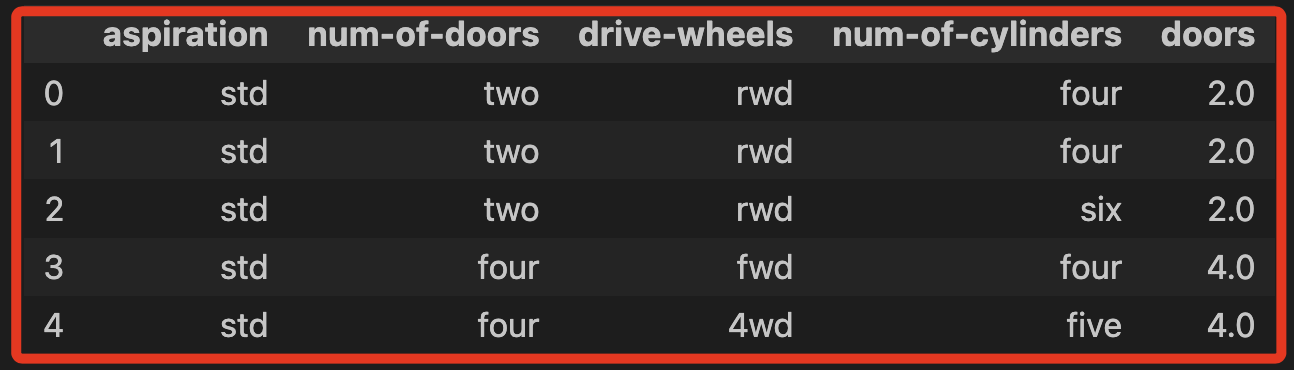 aspiration num-of-doors drive-wheels num-of-cylinders doors
0 std two rwd four 2.0
1 std two rwd four 2.0
2 std two rwd six 2.0
3 std four fwd four 4.0
4 std four 4wd five 4.0